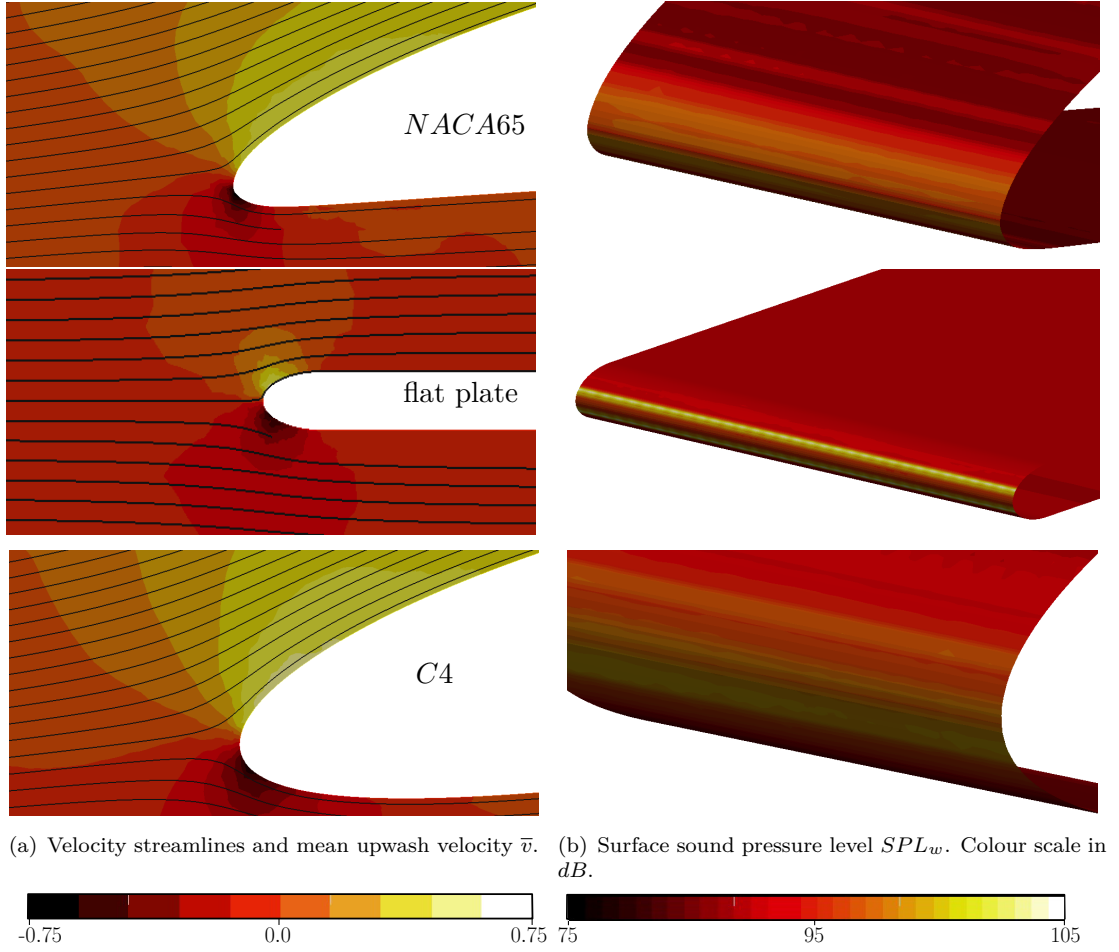 NACA65
flat plate
C4
(a) Velocity streamlines and mean upwash velocity v̅.
(b) Surface sound pressure level SPL_w. Colour scale in
dB.
-0.75 0.0 0.75
75 95 105